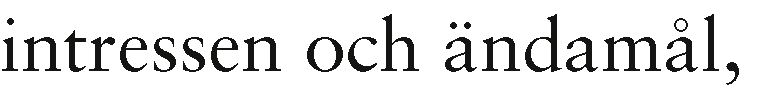 intressen och ändamål,